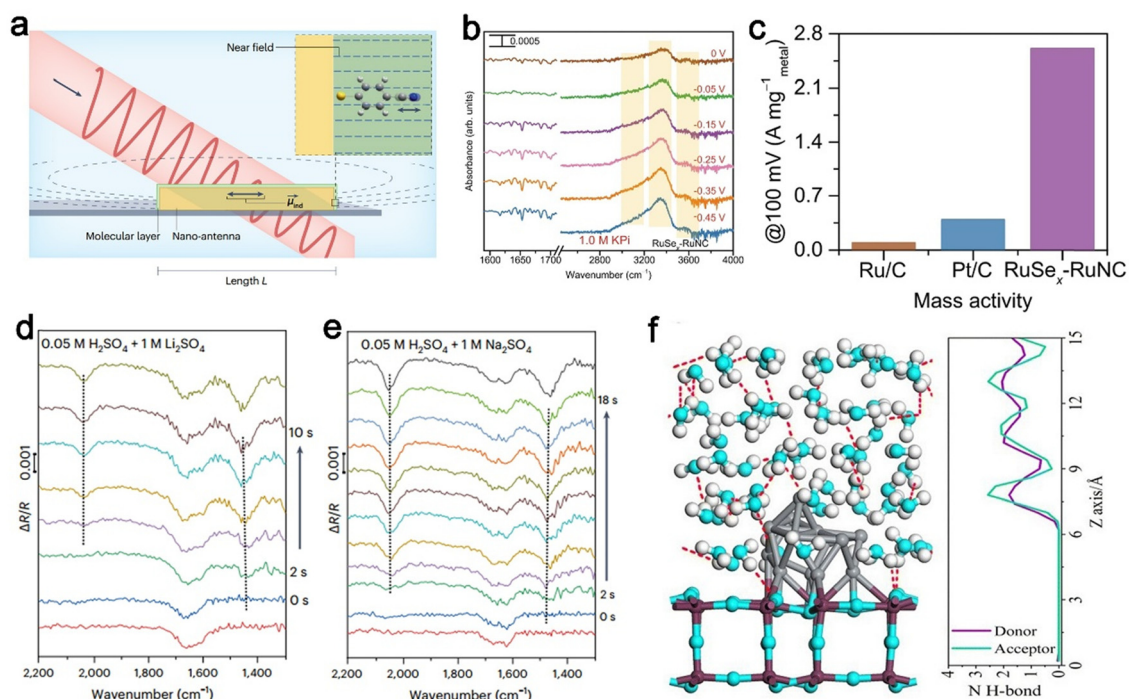 a
Near field
μ⃗ind
Molecular layer
Nano-antenna
Length L
b
0.0005
0 V
-0.05 V
-0.15 V
-0.25 V
-0.35 V
-0.45 V
Absorbance (arb. units)
1.0 M KPi
RuSex-RuNC
1600 1650 1700 2800 3200 3600 4000
Wavenumber (cm⁻¹)
c
@100 mV (A mg⁻¹ metal)
2.8
2.1
1.4
0.7
0.0
Ru/C Pt/C RuSex-RuNC
Mass activity
d
0.05 M H₂SO₄ + 1 M Li₂SO₄
10 s
2 s
0 s
0.001
ΔR/R
2,200 2,000 1,800 1,600 1,400
Wavenumber (cm⁻¹)
e
0.05 M H₂SO₄ + 1 M Na₂SO₄
18 s
2 s
0 s
0.001
ΔR/R
2,200 2,000 1,800 1,600 1,400
Wavenumber (cm⁻¹)
f
15
12
9
6
3
0
Z axis/Å
Donor
Acceptor
4 3 2 1 0
N H-bond